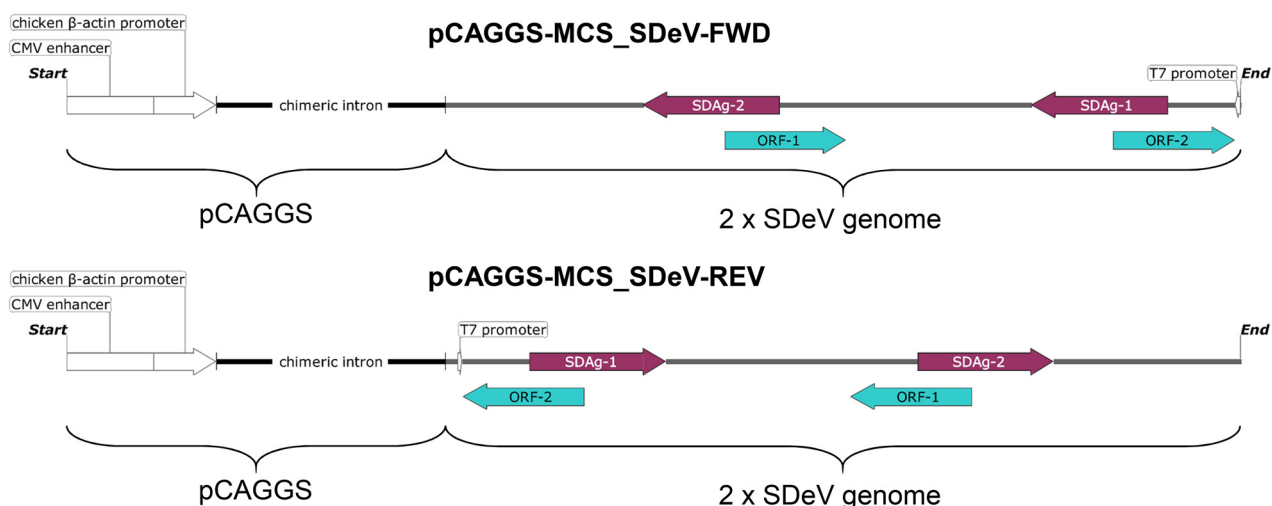 chicken β-actin promoter
pCAGGS-MCS_SDeV-FWD
CMV enhancer
Start
T7 promoter
End
chimeric intron
SDAg-2
SDAg-1
ORF-1
ORF-2
pCAGGS
2 x SDeV genome
pCAGGS-MCS_SDeV-REV
chicken β-actin promoter
CMV enhancer
Start
T7 promoter
End
chimeric intron
SDAg-1
SDAg-2
ORF-2
ORF-1
pCAGGS
2 x SDeV genome